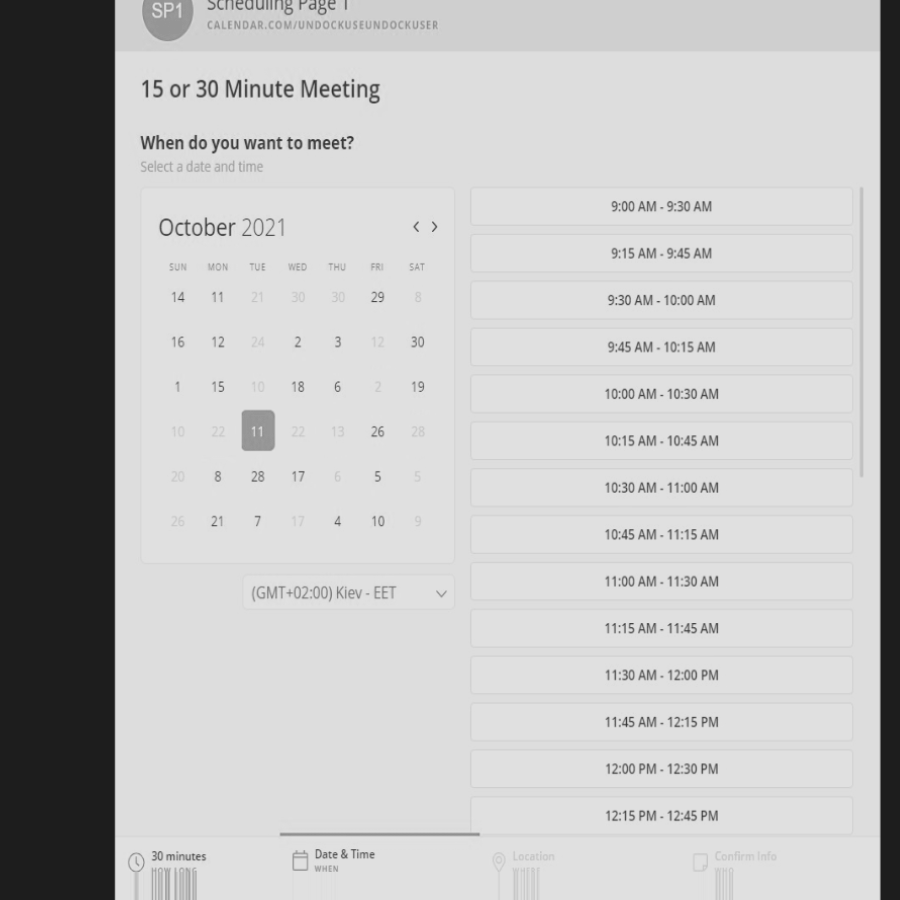 SP1
Scheduling Page 1
CALENDAR.COM/UNDOCKUSEUNDOCKUSER
15 or 30 Minute Meeting
When do you want to meet?
Select a date and time
October 2021
SUN MON TUE WED THU FRI SAT
14 11 21 30 30 29 8
16 12 24 2 3 12 30
1 15 10 18 6 2 19
10 22 11 22 13 26 28
20 8 28 17 6 5 5
26 21 7 17 4 10 9
(GMT+02:00) Kiev - EET
9:00 AM - 9:30 AM
9:15 AM - 9:45 AM
9:30 AM - 10:00 AM
9:45 AM - 10:15 AM
10:00 AM - 10:30 AM
10:15 AM - 10:45 AM
10:30 AM - 11:00 AM
10:45 AM - 11:15 AM
11:00 AM - 11:30 AM
11:15 AM - 11:45 AM
11:30 AM - 12:00 PM
11:45 AM - 12:15 PM
12:00 PM - 12:30 PM
12:15 PM - 12:45 PM
30 minutes
HOW LONG
Date & Time
WHEN
Location
Confirm Info